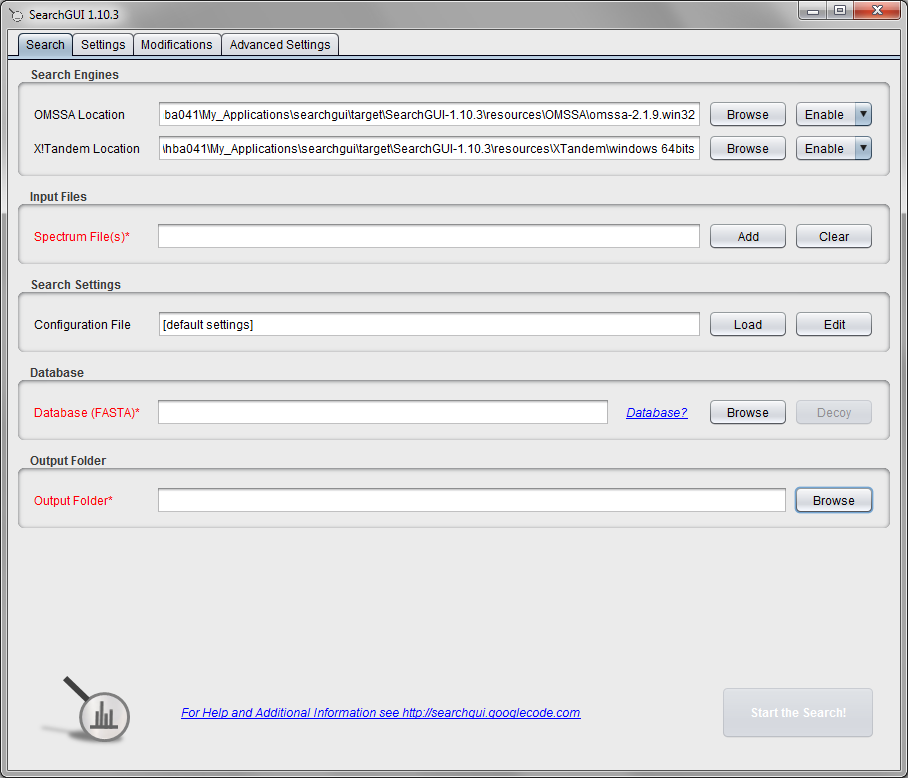 SearchGUI 1.10.3
Search Settings Modifications Advanced Settings
Search Engines
OMSSA Location ba041\My_Applications\searchgui\target\SearchGUI-1.10.3\resources\OMSSA\omssa-2.1.9.win32 Browse Enable
X!Tandem Location \hba041\My_Applications\searchgui\target\SearchGUI-1.10.3\resources\XTandem\windows 64bits Browse Enable
Input Files
Spectrum File(s)* Add Clear
Search Settings
Configuration File [default settings] Load Edit
Database
Database (FASTA)* Database? Browse Decoy
Output Folder
Output Folder* Browse
For Help and Additional Information see http://searchgui.googlecode.com Start the Search!